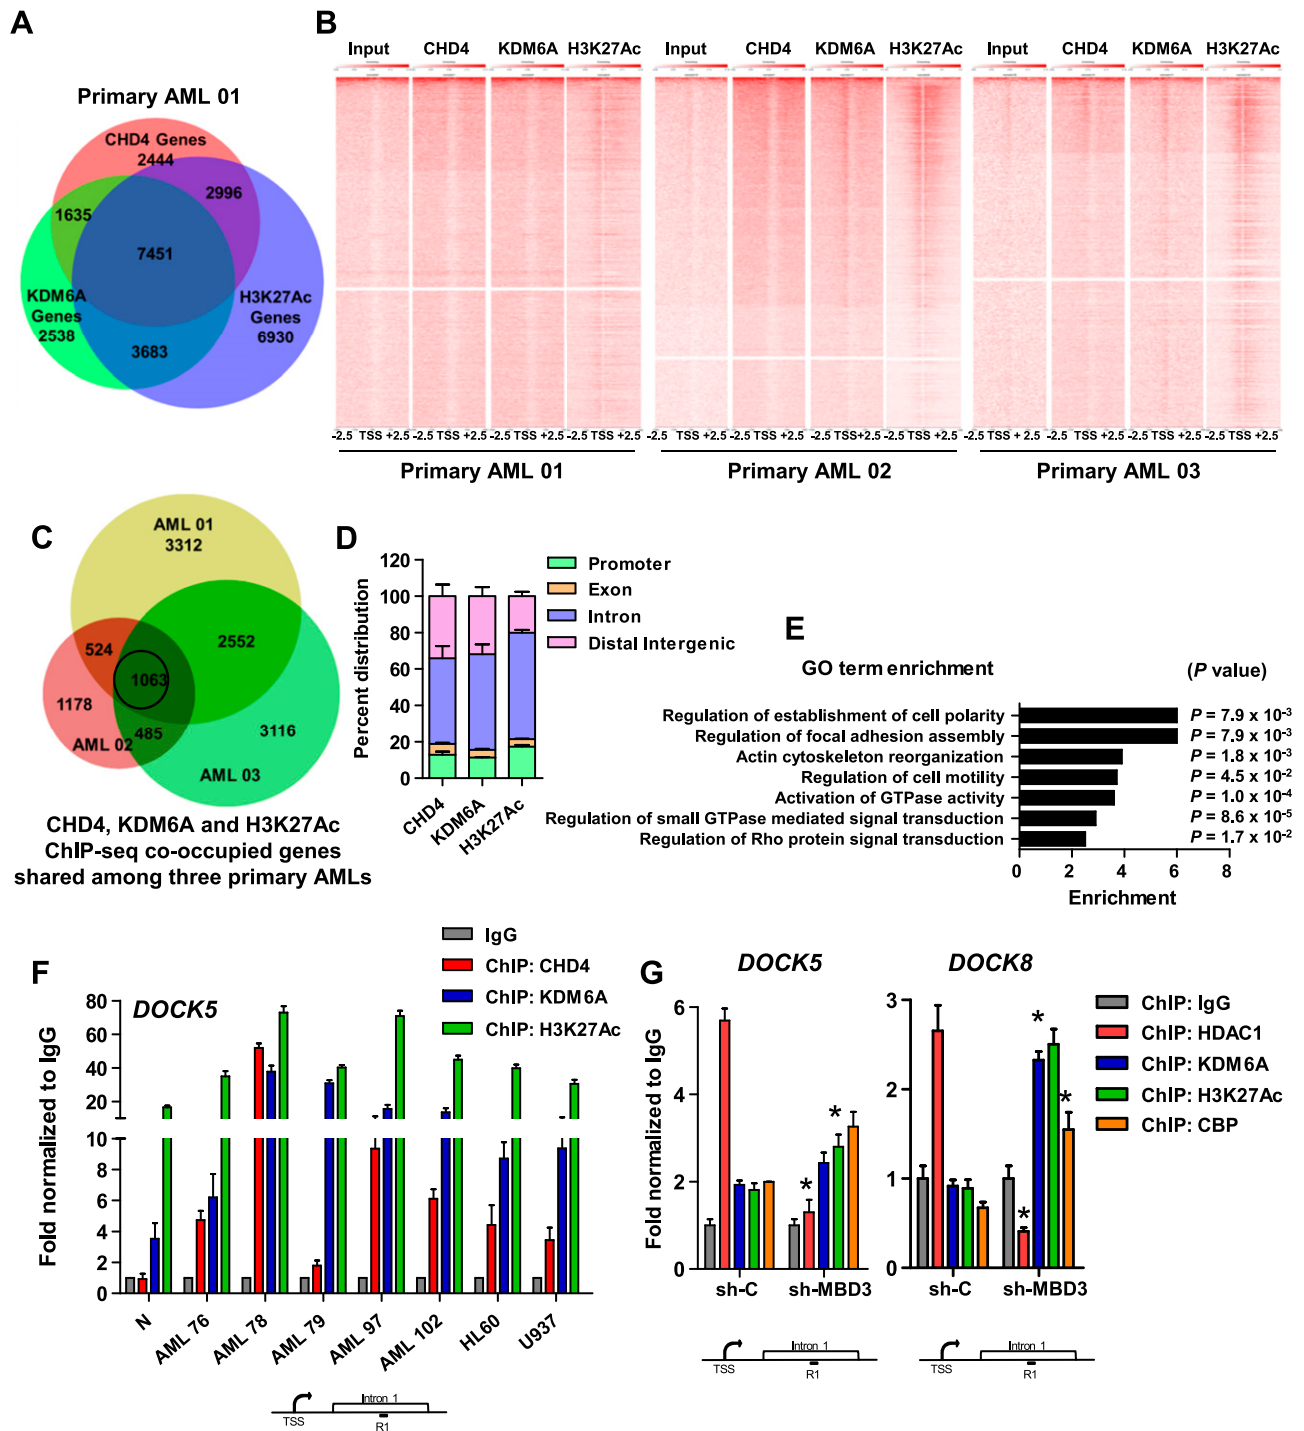 A
Primary AML 01
CHD4 Genes
2444
2996
1635
7451
KDM6A
Genes
2538
H3K27Ac
Genes
6930
3683
B
Input CHD4 KDM6A H3K27Ac Input CHD4 KDM6A H3K27Ac Input CHD4 KDM6A H3K27Ac
-2.5 TSS +2.5 -2.5 TSS +2.5 -2.5 TSS +2.5 -2.5 TSS +2.5 -2.5 TSS +2.5 -2.5 TSS +2.5 -2.5 TSS +2.5 -2.5 TSS +2.5 -2.5 TSS + 2.5 -2.5 TSS +2.5 -2.5 TSS +2.5 -2.5 TSS +2.5
Primary AML 01 Primary AML 02 Primary AML 03
C
AML 01
3312
524
2552
1063
1178
485
3116
AML 02
AML 03
CHD4, KDM6A and H3K27Ac
ChIP-seq co-occupied genes
shared among three primary AMLs
D
Percent distribution
120
100
80
60
40
20
0
CHD4
KDM6A
H3K27Ac
Promoter
Exon
Intron
Distal Intergenic
E
GO term enrichment (P value)
Regulation of establishment of cell polarity P = 7.9 x 10-3
Regulation of focal adhesion assembly P = 7.9 x 10-3
Actin cytoskeleton reorganization P = 1.8 x 10-3
Regulation of cell motility P = 4.5 x 10-2
Activation of GTPase activity P = 1.0 x 10-4
Regulation of small GTPase mediated signal transduction P = 8.6 x 10-5
Regulation of Rho protein signal transduction P = 1.7 x 10-2
0 2 4 6 8
Enrichment
F
IgG
ChIP: CHD4
ChIP: KDM6A
ChIP: H3K27Ac
DOCK5
Fold normalized to IgG
80
60
40
20
10
8
6
4
2
0
N
AML 76
AML 78
AML 79
AML 97
AML 102
HL60
U937
Intron 1
TSS
R1
G
DOCK5
Fold normalized to IgG
6
4
2
0
* *
sh-C sh-MBD3
Intron 1
TSS
R1
DOCK8
3
2
1
0
* * *
sh-C sh-MBD3
Intron 1
TSS
R1
ChIP: IgG
ChIP: HDAC1
ChIP: KDM6A
ChIP: H3K27Ac
ChIP: CBP